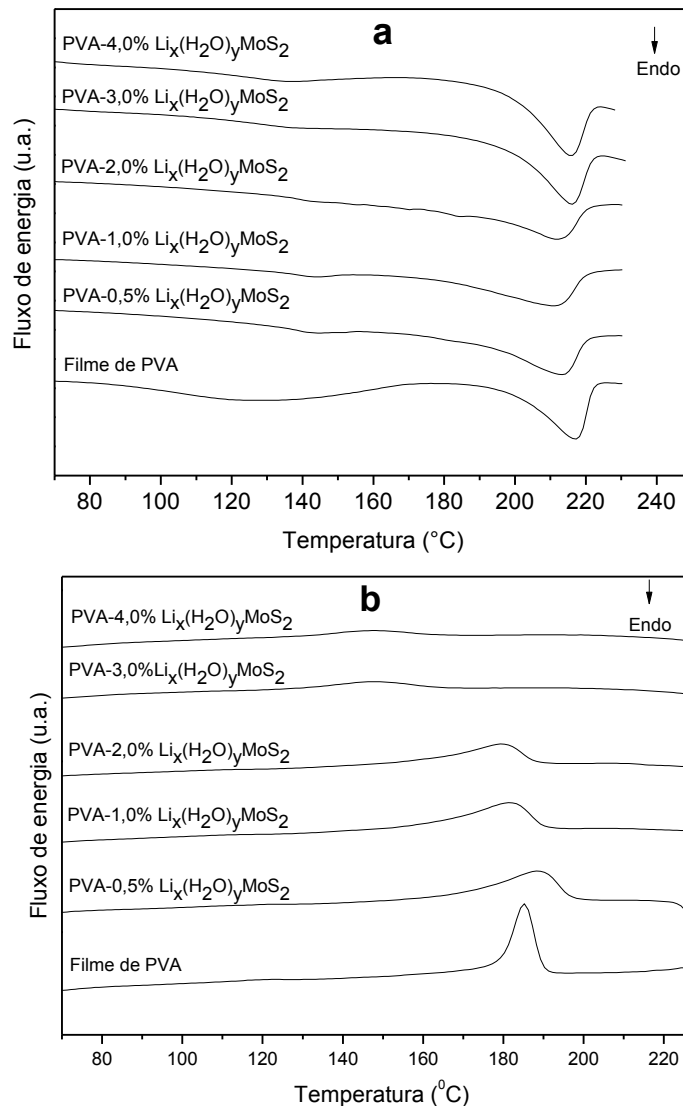 a
Endo
PVA-4,0% Liₓ(H2O)yMoS2
PVA-3,0% Liₓ(H2O)yMoS2
PVA-2,0% Liₓ(H2O)yMoS2
PVA-1,0% Liₓ(H2O)yMoS2
PVA-0,5% Liₓ(H2O)yMoS2
Filme de PVA
Fluxo de energia (u.a.)
80 100 120 140 160 180 200 220 240
Temperatura (°C)
b
Endo
PVA-4,0% Liₓ(H2O)yMoS2
PVA-3,0%Liₓ(H2O)yMoS2
PVA-2,0% Liₓ(H2O)yMoS2
PVA-1,0% Liₓ(H2O)yMoS2
PVA-0,5% Liₓ(H2O)yMoS2
Filme de PVA
Fluxo de energia (u.a.)
80 100 120 140 160 180 200 220
Temperatura (⁰C)